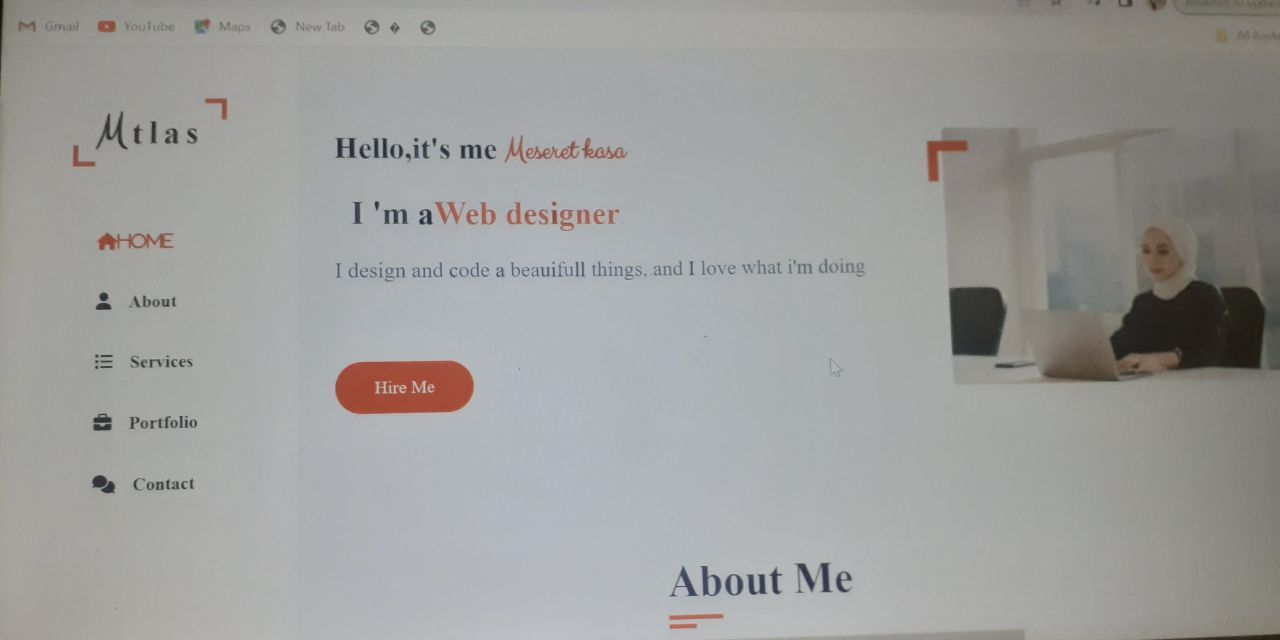 Gmail YouTube Maps New Tab
All Book
Mtlas
HOME
About
Services
Portfolio
Contact
Hello,it's me Meseret kasa
I 'm aWeb designer
I design and code a beauifull things, and I love what i'm doing
Hire Me
About Me